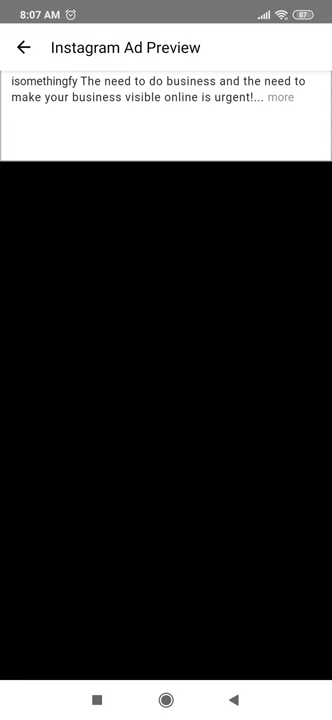 8:07 AM
87
Instagram Ad Preview
isomethingfy The need to do business and the need to
make your business visible online is urgent!... more